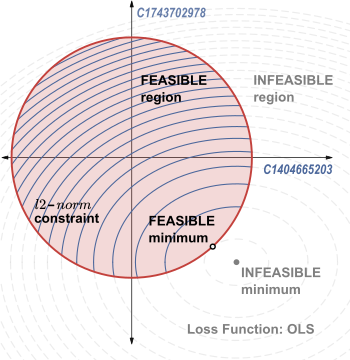 C1743702978
FEASIBLE
region
INFEASIBLE
region
C1404665203
l2-norm
constraint
FEASIBLE
minimum
INFEASIBLE
minimum
Loss Function: OLS